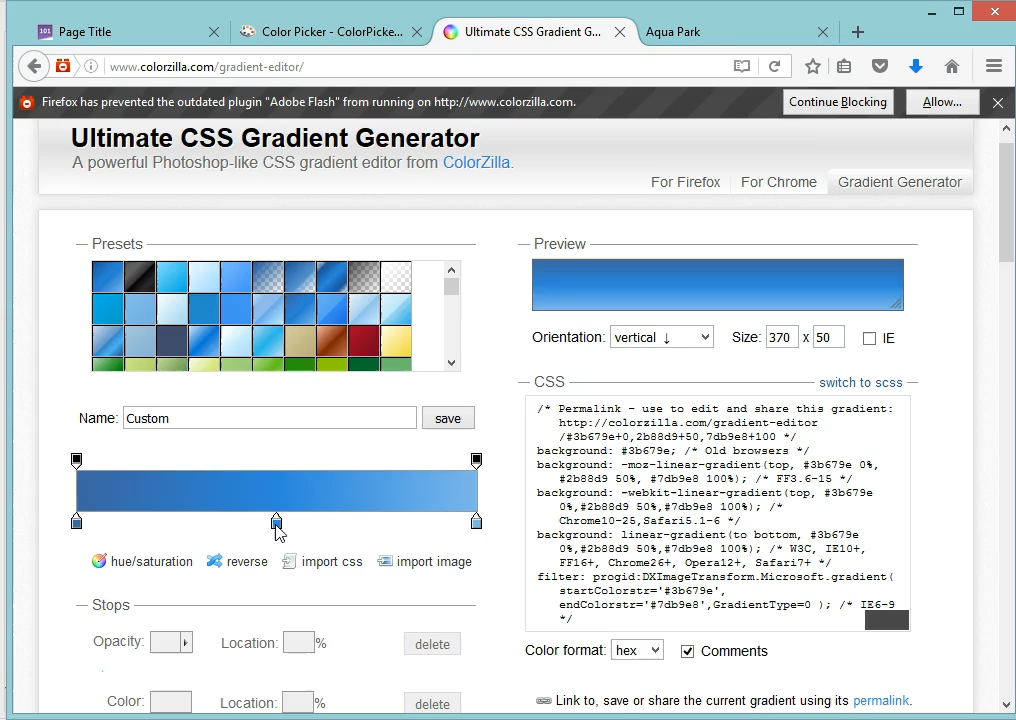 101 Page Title
Color Picker - ColorPicke...
Ultimate CSS Gradient G...
Aqua Park
www.colorzilla.com/gradient-editor/
Firefox has prevented the outdated plugin "Adobe Flash" from running on http://www.colorzilla.com.
Continue Blocking
Allow...
Ultimate CSS Gradient Generator
A powerful Photoshop-like CSS gradient editor from ColorZilla.
For Firefox
For Chrome
Gradient Generator
Presets
Name: Custom
save
hue/saturation
reverse
import css
import image
Stops
Opacity:
Location: %
delete
Color:
Location: %
delete
Preview
Orientation: vertical ↓
Size: 370 x 50
IE
CSS
switch to scss
/* Permalink - use to edit and share this gradient:
http://colorzilla.com/gradient-editor
/#3b679e+0,2b88d9+50,7db9e8+100 */
background: #3b679e; /* Old browsers */
background: -moz-linear-gradient(top, #3b679e 0%,
#2b88d9 50%, #7db9e8 100%); /* FF3.6-15 */
background: -webkit-linear-gradient(top, #3b679e
0%,#2b88d9 50%,#7db9e8 100%); /*
Chrome10-25,Safari5.1-6 */
background: linear-gradient(to bottom, #3b679e
0%,#2b88d9 50%,#7db9e8 100%); /* W3C, IE10+,
FF16+, Chrome26+, Opera12+, Safari7+ */
filter: progid:DXImageTransform.Microsoft.gradient(
startColorstr='#3b679e',
endColorstr='#7db9e8',GradientType=0 ); /* IE6-9
*/
Color format: hex
Comments
Link to, save or share the current gradient using its permalink.